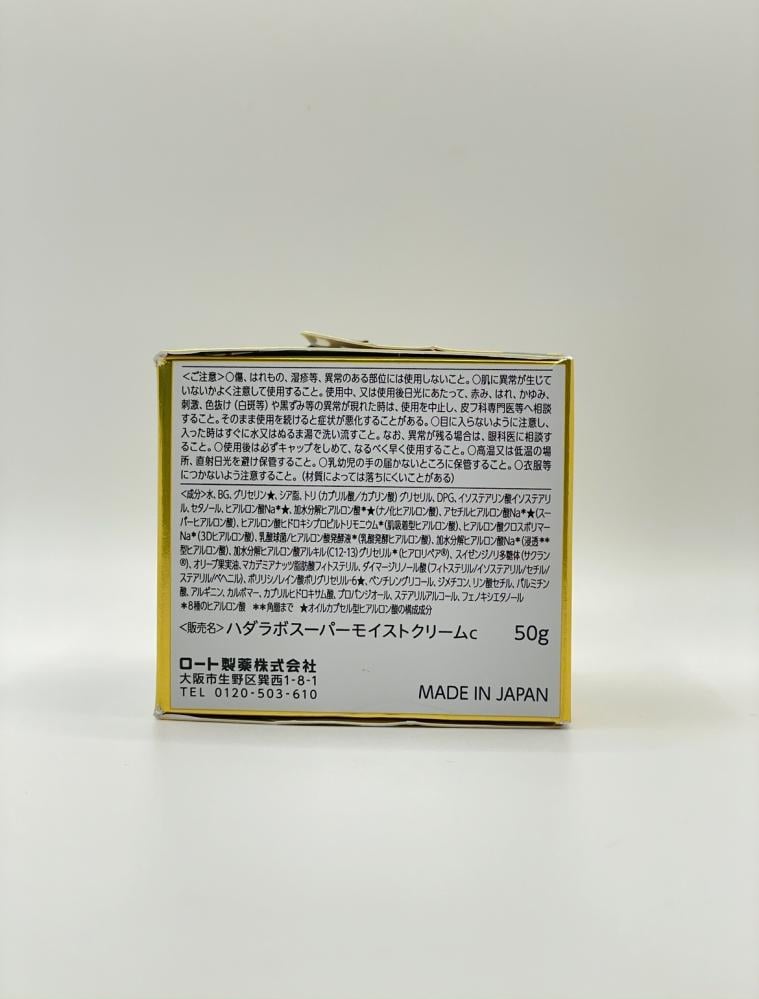 ＜ご注意＞○傷、はれもの、湿疹等、異常のある部位には使用しないこと。○肌に異常が生じて
いないかよく注意して使用すること。使用中、又は使用後日光にあたって、赤み、はれ、かゆみ、
刺激、色抜け（白斑等）や黒ずみ等の異常が現れた時は、使用を中止し、皮フ科専門医等へ相談
すること。そのまま使用を続けると症状が悪化することがある。○目に入らないように注意し、
入った時はすぐに水又はぬるま湯で洗い流すこと。なお、異常が残る場合は、眼科医に相談す
ること。○使用後は必ずキャップをしめて、なるべく早く使用すること。○高温又は低温の場
所、直射日光を避け保管すること。○乳幼児の手の届かないところに保管すること。○衣服等
につかないよう注意すること。（材質によっては落ちにくいことがある）
＜成分＞水、BG、グリセリン★、シア脂、トリ（カプリル酸／カプリン酸）グリセリル、DPG、イソステアリン酸イソステアリ
ル、セタノール、ヒアルロン酸Na＊★、加水分解ヒアルロン酸＊★（ナノ化ヒアルロン酸）、アセチルヒアルロン酸Na＊★（スー
パーヒアルロン酸）、ヒアルロン酸ヒドロキシプロピルトリモニウム＊（肌吸着型ヒアルロン酸）、ヒアルロン酸クロスポリマー
Na＊（3Dヒアルロン酸）、乳酸球菌／ヒアルロン酸発酵液＊（乳酸発酵ヒアルロン酸）、加水分解ヒアルロン酸Na＊（浸透＊＊
型ヒアルロン酸）、加水分解ヒアルロン酸アルキル（C12-13）グリセリル＊（ヒアロリペア®）、スイゼンジノリ多糖体（サクラン
®）、オリーブ果実油、マカデミアナッツ脂肪酸フィトステリル、ダイマージリノール酸（フィトステリル／イソステアリル／セチル／
ステアリル／ベヘニル）、ポリリシノレイン酸ポリグリセリル-6★、ペンチレングリコール、ジメチコン、リン酸セチル、パルミチン
酸、アルギニン、カルボマー、カプリルヒドロキサム酸、プロパンジオール、ステアリルアルコール、フェノキシエタノール
＊8種のヒアルロン酸　＊＊角層まで　★オイルカプセル型ヒアルロン酸の構成成分
＜販売名＞ハダラボスーパーモイストクリームc　50g
ロート製薬株式会社
大阪市生野区巽西1-8-1
TEL 0120-503-610
MADE IN JAPAN